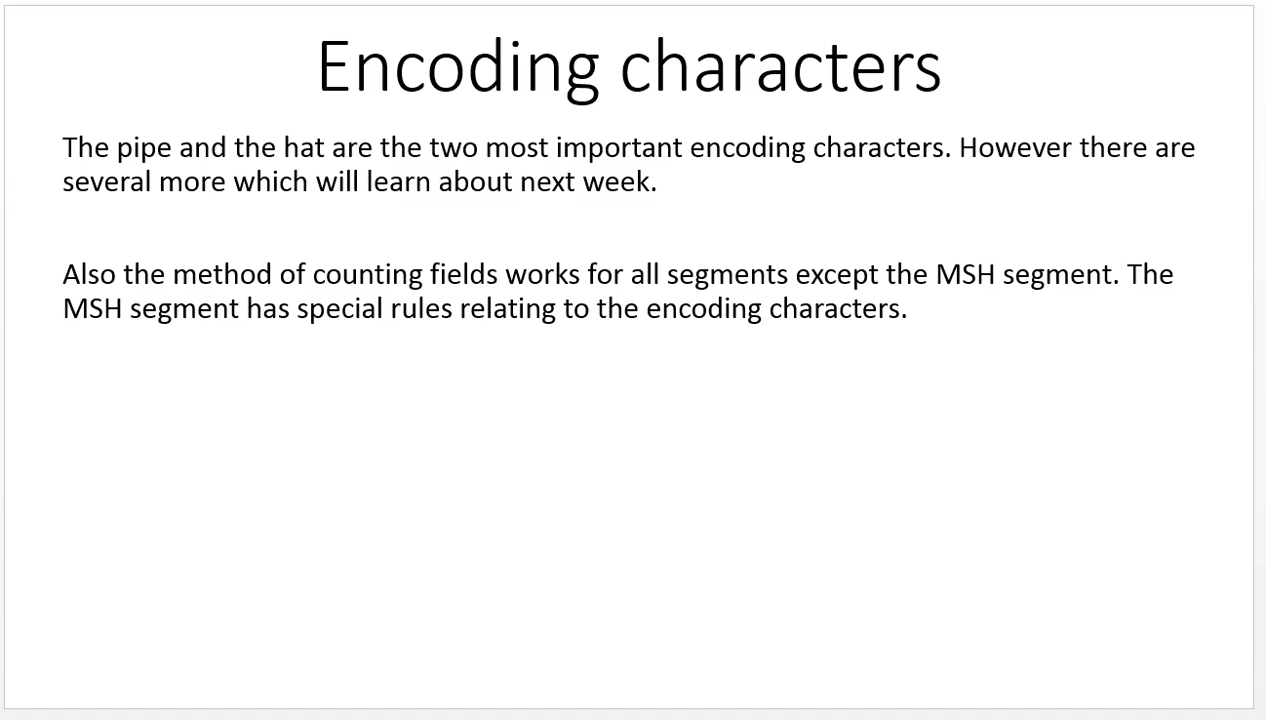 Encoding characters
The pipe and the hat are the two most important encoding characters. However there are
several more which will learn about next week.
Also the method of counting fields works for all segments except the MSH segment. The
MSH segment has special rules relating to the encoding characters.